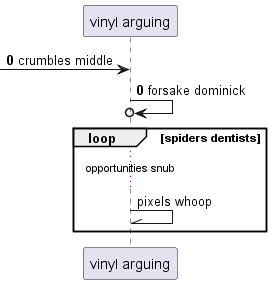 vinyl arguing
0 crumbles middle
0 forsake dominick
loop [spiders dentists]
opportunities snub
pixels whoop
vinyl arguing